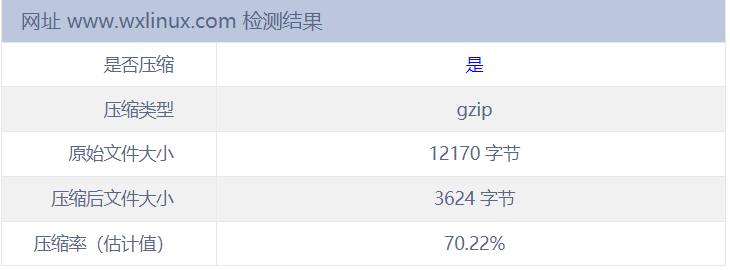 网址 www.wxlinux.com 检测结果
是否压缩 是
压缩类型 gzip
原始文件大小 12170 字节
压缩后文件大小 3624 字节
压缩率（估计值） 70.22%